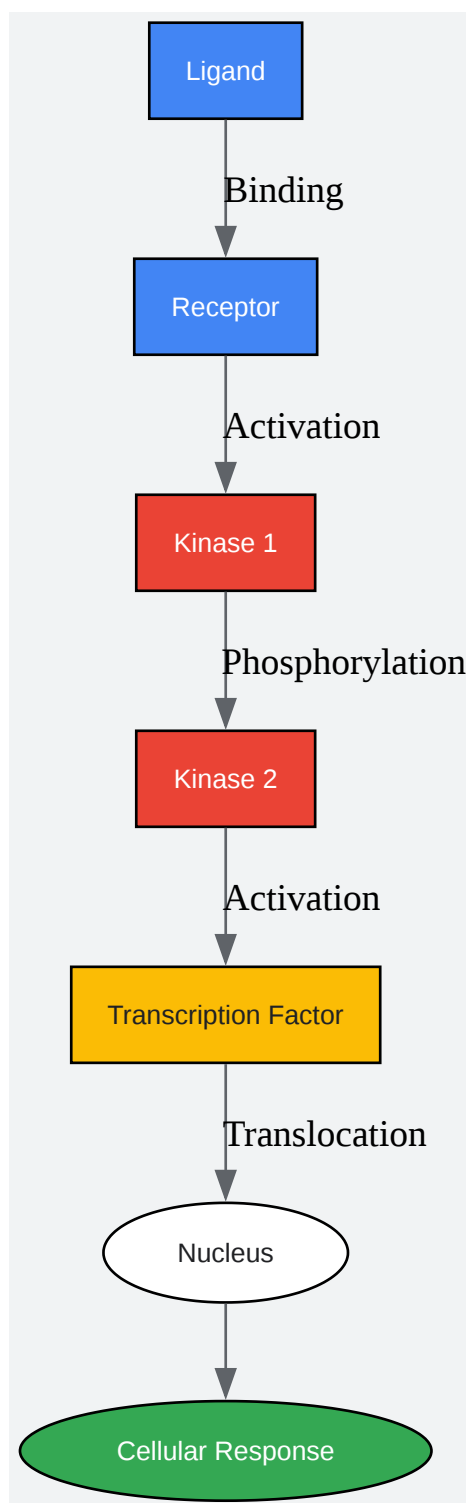 Ligand
Binding
Receptor
Activation
Kinase 1
Phosphorylation
Kinase 2
Activation
Transcription Factor
Translocation
Nucleus
Cellular Response